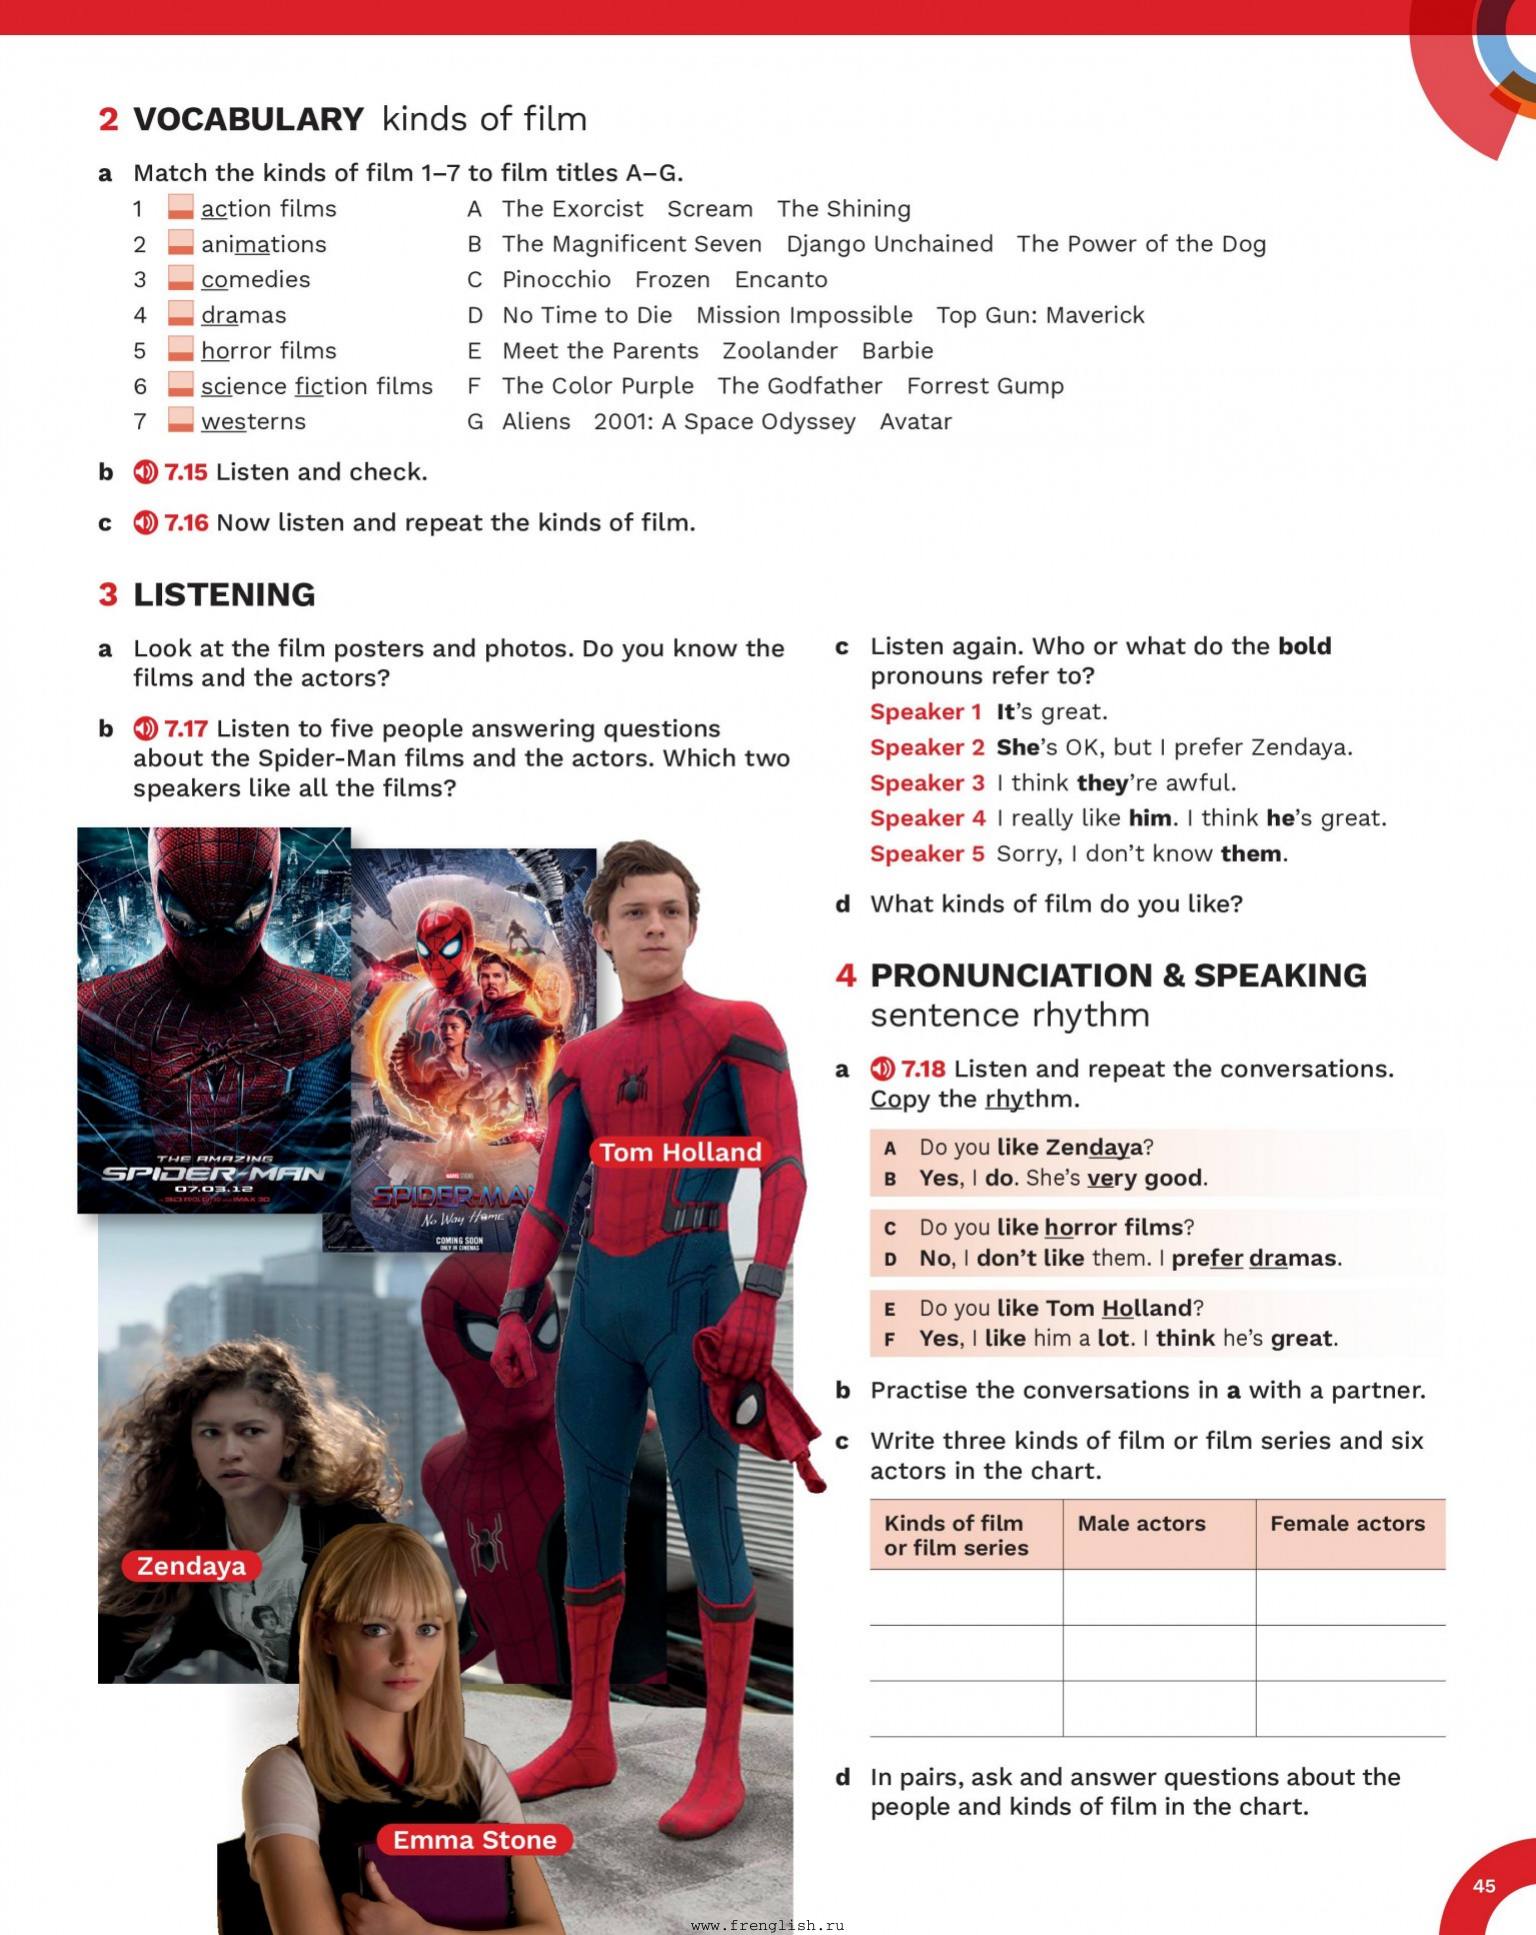 2 VOCABULARY kinds of film
a Match the kinds of film 1–7 to film titles A–G.
1 action films
2 animations
3 comedies
4 dramas
5 horror films
6 science fiction films
7 westerns
A The Exorcist Scream The Shining
B The Magnificent Seven Django Unchained The Power of the Dog
C Pinocchio Frozen Encanto
D No Time to Die Mission Impossible Top Gun: Maverick
E Meet the Parents Zoolander Barbie
F The Color Purple The Godfather Forrest Gump
G Aliens 2001: A Space Odyssey Avatar
b 7.15 Listen and check.
c 7.16 Now listen and repeat the kinds of film.
3 LISTENING
a Look at the film posters and photos. Do you know the
films and the actors?
b 7.17 Listen to five people answering questions
about the Spider-Man films and the actors. Which two
speakers like all the films?
THE AMAZING
SPIDER-MAN
07.03.12
SPIDER-MAN
No Way Home
COMING SOON
ONLY IN CINEMAS
Tom Holland
Zendaya
Emma Stone
c Listen again. Who or what do the bold
pronouns refer to?
Speaker 1 It's great.
Speaker 2 She's OK, but I prefer Zendaya.
Speaker 3 I think they're awful.
Speaker 4 I really like him. I think he's great.
Speaker 5 Sorry, I don't know them.
d What kinds of film do you like?
4 PRONUNCIATION & SPEAKING
sentence rhythm
a 7.18 Listen and repeat the conversations.
Copy the rhythm.
A Do you like Zendaya?
B Yes, I do. She's very good.
C Do you like horror films?
D No, I don't like them. I prefer dramas.
E Do you like Tom Holland?
F Yes, I like him a lot. I think he's great.
b Practise the conversations in a with a partner.
c Write three kinds of film or film series and six
actors in the chart.
Kinds of film
or film series
Male actors
Female actors
d In pairs, ask and answer questions about the
people and kinds of film in the chart.
45
www.frenglish.ru